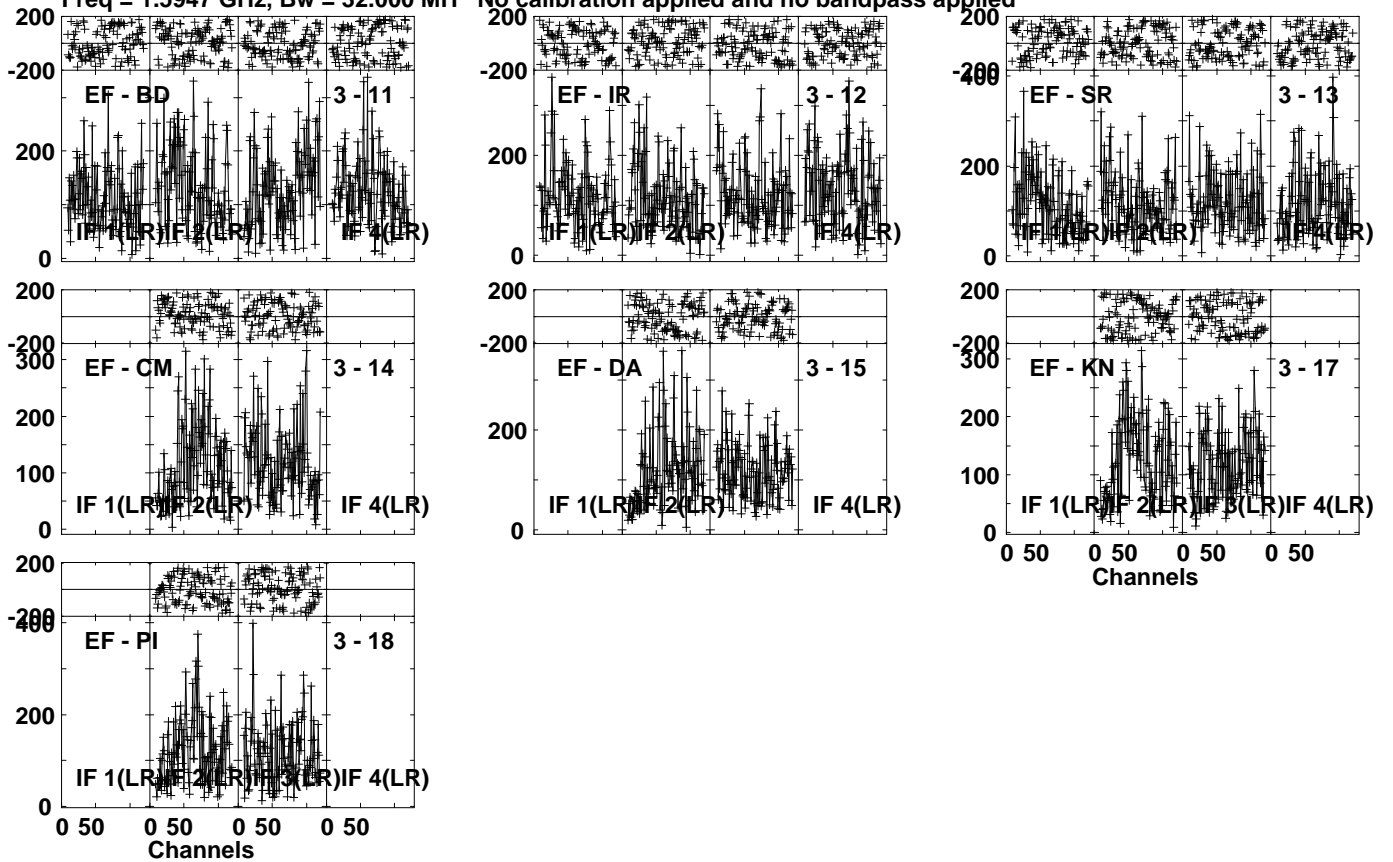 Freq = 1.5947 GHz, Bw = 32.000 MH No calibration applied and no bandpass applied
200 200 200
-200 -200 -200
400
EF - BD 3 - 11 EF - IR 3 - 12 EF - SR 3 - 13
200 200 200
IF 1(LR) IF 2(LR) IF 4(LR) IF 1(LR) IF 2(LR) IF 4(LR) IF 1(LR) IF 2(LR) IF 4(LR)
0 0 0
200 200 200
-200 -200 -200
300 300
EF - CM 3 - 14 EF - DA 3 - 15 EF - KN 3 - 17
200 200 200
100 100
IF 1(LR) IF 2(LR) IF 4(LR) IF 1(LR) IF 2(LR) IF 4(LR) IF 1(LR) IF 2(LR) IF 3(LR) IF 4(LR)
0 0 0
0 50 0 50 0 50 0 50
Channels
200
-200
400
EF - PI 3 - 18
200
IF 1(LR) IF 2(LR) IF 3(LR) IF 4(LR)
0
0 50 0 50 0 50 0 50
Channels